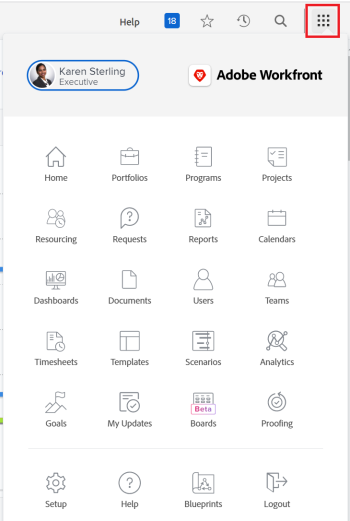 Help 18
Karen Sterling
Executive
Adobe Workfront
Home Portfolios Programs Projects
Resourcing Requests Reports Calendars
Dashboards Documents Users Teams
Timesheets Templates Scenarios Analytics
Beta
Goals My Updates Boards Proofing
Setup Help Blueprints Logout